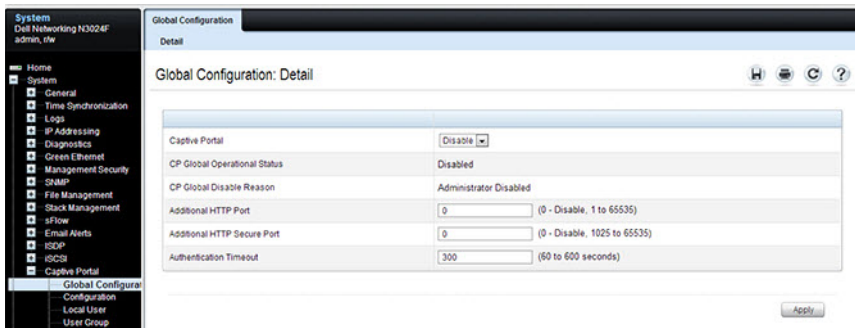 System
Dell Networking N3024F
admin, r/w
Home
System
General
Time Synchronization
Logs
IP Addressing
Diagnostics
Green Ethernet
Management Security
SNMP
File Management
Stack Management
sFlow
Email Alerts
ISDP
iSCSI
Captive Portal
Global Configurat
Configuration
Local User
User Group
Global Configuration
Detail
Global Configuration: Detail
Captive Portal Disable
CP Global Operational Status Disabled
CP Global Disable Reason Administrator Disabled
Additional HTTP Port 0 (0 - Disable, 1 to 65535)
Additional HTTP Secure Port 0 (0 - Disable, 1025 to 65535)
Authentication Timeout 300 (60 to 600 seconds)
Apply